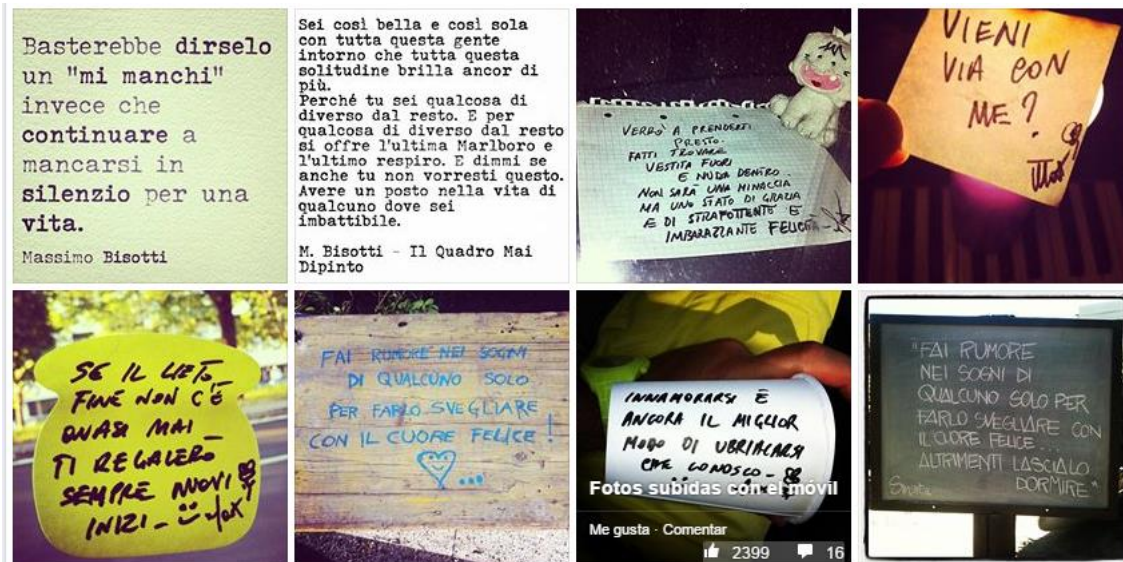 Basterebbe dirselo
un "mi manchi"
invece che
continuare a
mancarsi in
silenzio per una
vita.
Massimo Bisotti
Sei così bella e così sola
con tutta questa gente
intorno che tutta questa
solitudine brilla ancor di
più.
Perché tu sei qualcosa di
diverso dal resto. E per
qualcosa di diverso dal resto
si offre l'ultima Marlboro e
l'ultimo respiro. E dimmi se
anche tu non vorresti questo.
Avere un posto nella vita di
qualcuno dove sei
imbattibile.
M. Bisotti - Il Quadro Mai
Dipinto
VERRÒ A PRENDERTI
PRESTO.
FATTI TROVARE
VESTITA FUORI
E NUDA DENTRO.
NON SARÀ UNA MINACCIA
MA UNO STATO DI GRAZIA
E DI STRAFOTTENTE E
IMBARAZZANTE FELICITÀ-
VIENI
VIA CON
ME?
SE IL LIETO
FINE NON C'È
QUASI MAI
TI REGALERÒ
SEMPRE NUOVI
INIZI-
FAI RUMORE NEI SOGNI
DI QUALCUNO SOLO
PER FARLO SVEGLIARE
CON IL CUORE FELICE!
...
INNAMORARSI È
ANCORA IL MIGLIOR
MODO DI UBRIACARSI
CHE CONOSCO-
Fotos subidas con el móvil
Me gusta · Comentar
2399 16
"FAI RUMORE
NEI SOGNI DI
QUALCUNO SOLO PER
FARLO SVEGLIARE CON
IL CUORE FELICE...
ALTRIMENTI LASCIALO
DORMIRE"